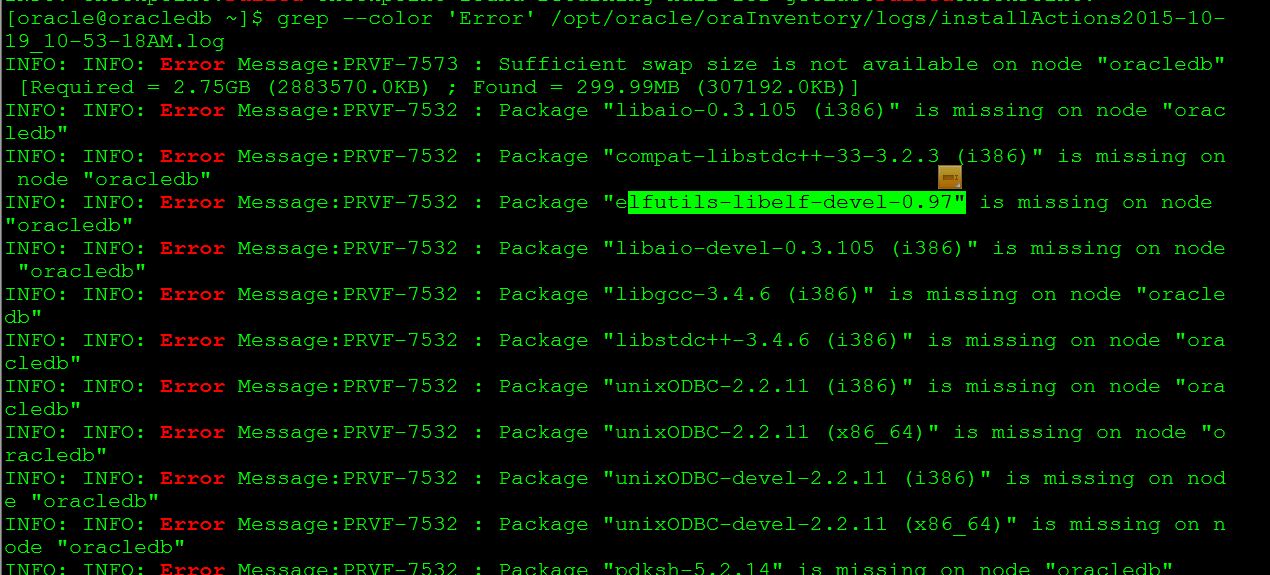 [oracle@oracledb ~]$ grep --color 'Error' /opt/oracle/oraInventory/logs/installActions2015-10-
19_10-53-18AM.log
INFO: INFO: Error Message:PRVF-7573 : Sufficient swap size is not available on node "oracledb"
 [Required = 2.75GB (2883570.0KB) ; Found = 299.99MB (307192.0KB)]
INFO: INFO: Error Message:PRVF-7532 : Package "libaio-0.3.105 (i386)" is missing on node "orac
ledb"
INFO: INFO: Error Message:PRVF-7532 : Package "compat-libstdc++-33-3.2.3 (i386)" is missing on
 node "oracledb"
INFO: INFO: Error Message:PRVF-7532 : Package "elfutils-libelf-devel-0.97" is missing on node
"oracledb"
INFO: INFO: Error Message:PRVF-7532 : Package "libaio-devel-0.3.105 (i386)" is missing on node
 "oracledb"
INFO: INFO: Error Message:PRVF-7532 : Package "libgcc-3.4.6 (i386)" is missing on node "oracle
db"
INFO: INFO: Error Message:PRVF-7532 : Package "libstdc++-3.4.6 (i386)" is missing on node "ora
cledb"
INFO: INFO: Error Message:PRVF-7532 : Package "unixODBC-2.2.11 (i386)" is missing on node "ora
cledb"
INFO: INFO: Error Message:PRVF-7532 : Package "unixODBC-2.2.11 (x86_64)" is missing on node "o
racledb"
INFO: INFO: Error Message:PRVF-7532 : Package "unixODBC-devel-2.2.11 (i386)" is missing on nod
e "oracledb"
INFO: INFO: Error Message:PRVF-7532 : Package "unixODBC-devel-2.2.11 (x86_64)" is missing on n
ode "oracledb"
INFO: INFO: Error Message:PRVF-7532 : Package "pdksh-5.2.14" is missing on node "oracledb"